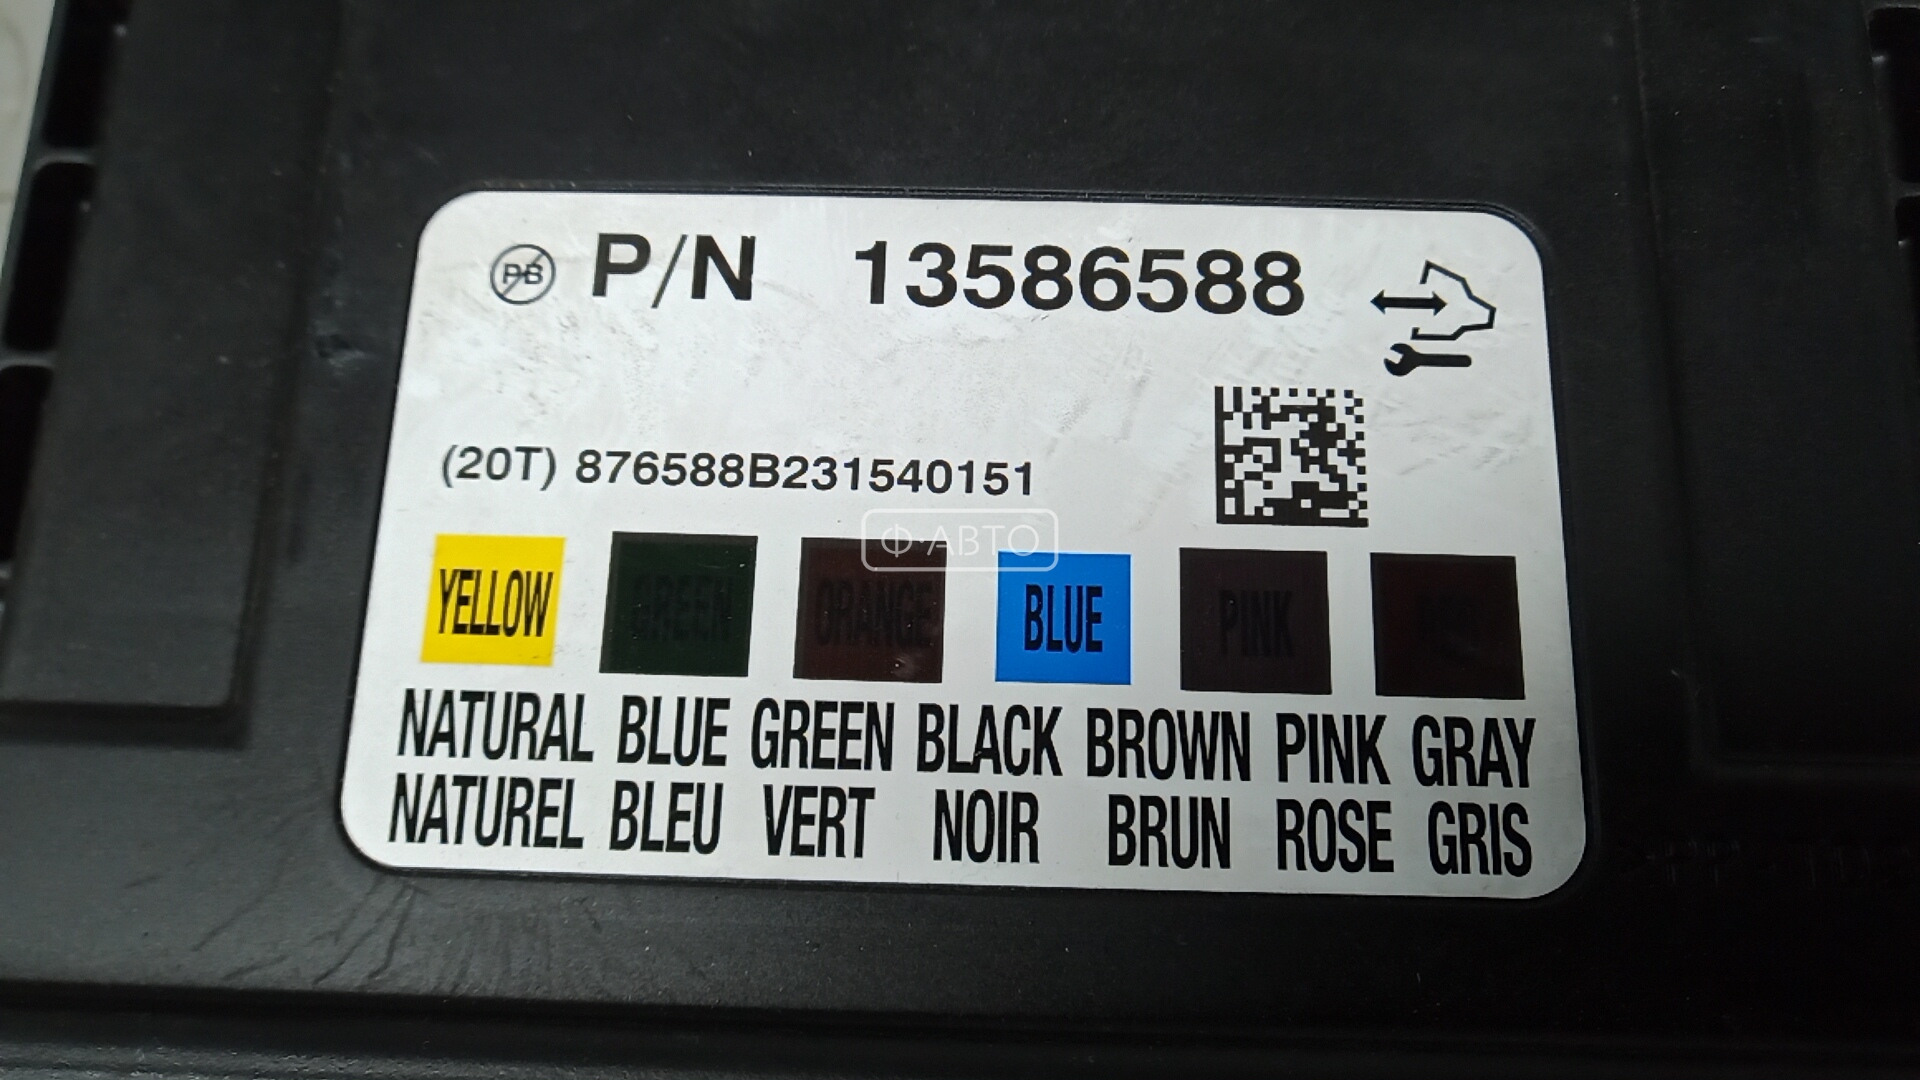 PB P/N 13586588
(20T) 876588B231540151
Ф·АВТО
YELLOW GREEN ORANGE BLUE PINK
NATURAL BLUE GREEN BLACK BROWN PINK GRAY
NATUREL BLEU VERT NOIR BRUN ROSE GRIS